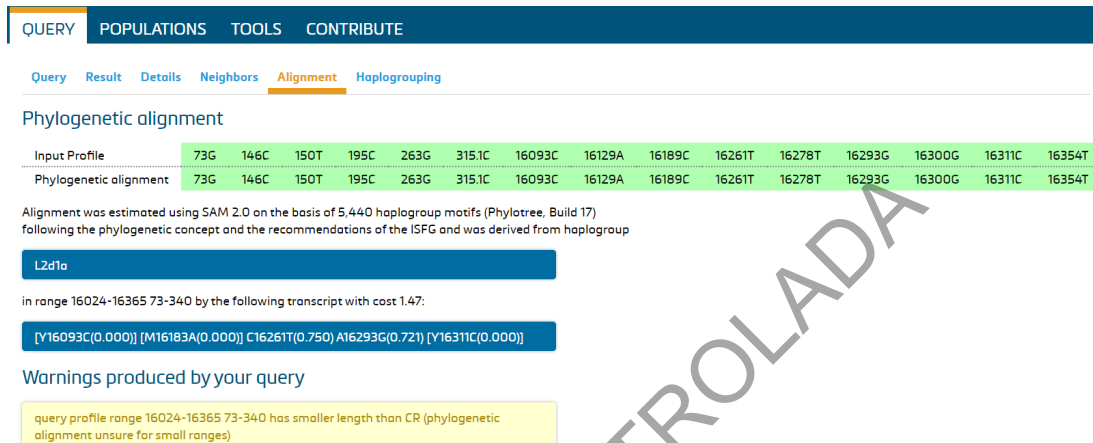 QUERY POPULATIONS TOOLS CONTRIBUTE
Query Result Details Neighbors Alignment Haplogrouping
Phylogenetic alignment
Input Profile 73G 146C 150T 195C 263G 315.1C 16093C 16129A 16189C 16261T 16278T 16293G 16300G 16311C 16354T
Phylogenetic alignment 73G 146C 150T 195C 263G 315.1C 16093C 16129A 16189C 16261T 16278T 16293G 16300G 16311C 16354T
Alignment was estimated using SAM 2.0 on the basis of 5,440 haplogroup motifs (Phylotree, Build 17)
following the phylogenetic concept and the recommendations of the ISFG and was derived from haplogroup
L2d1a
in range 16024-16365 73-340 by the following transcript with cost 1.47:
[Y16093C(0.000)] [M16183A(0.000)] C16261T(0.750) A16293G(0.721) [Y16311C(0.000)]
Warnings produced by your query
query profile range 16024-16365 73-340 has smaller length than CR (phylogenetic
alignment unsure for small ranges)
TROLADA